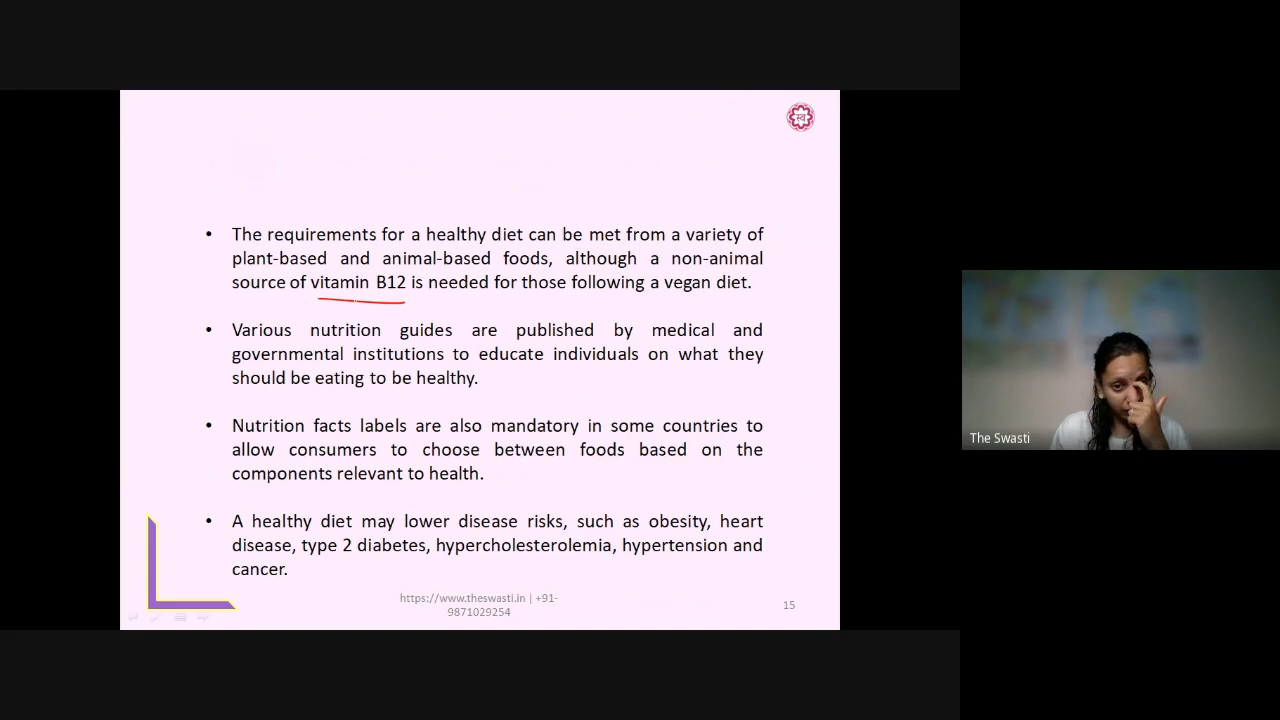 • The requirements for a healthy diet can be met from a variety of
plant-based and animal-based foods, although a non-animal
source of vitamin B12 is needed for those following a vegan diet.
• Various nutrition guides are published by medical and
governmental institutions to educate individuals on what they
should be eating to be healthy.
• Nutrition facts labels are also mandatory in some countries to
allow consumers to choose between foods based on the
components relevant to health.
• A healthy diet may lower disease risks, such as obesity, heart
disease, type 2 diabetes, hypercholesterolemia, hypertension and
cancer.
https://www.theswasti.in | +91-
9871029254
15
The Swasti